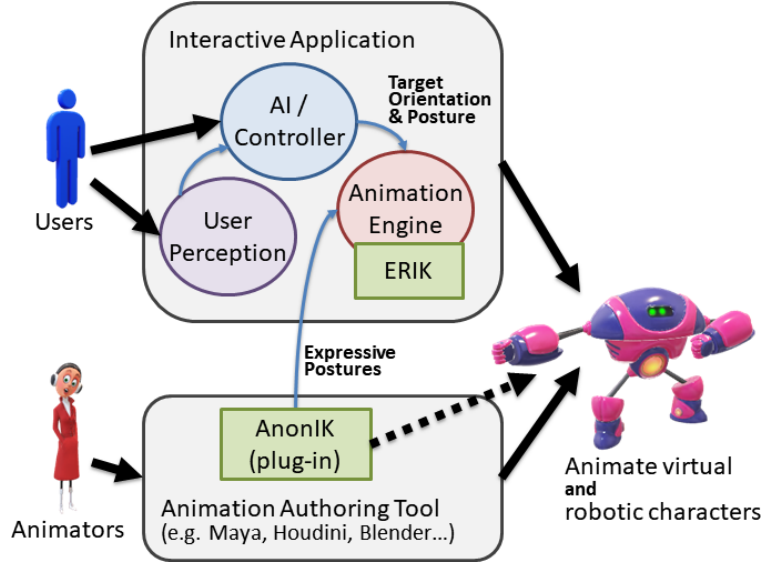 Interactive Application
AI /
Controller
Target
Orientation
& Posture
Users
User
Perception
Animation
Engine
ERIK
Expressive
Postures
AnonIK
(plug-in)
Animators
Animation Authoring Tool
(e.g. Maya, Houdini, Blender...)
Animate virtual
and
robotic characters